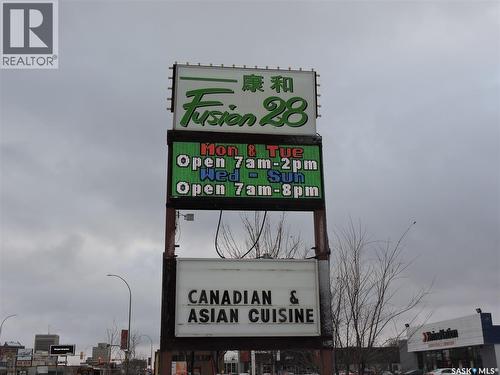 R
REALTOR®
一康和
Fusion 28
Mon & Tue
Open 7am-2pm
Wed - Sun
Open 7am-8pm
CANADIAN &
ASIAN CUISINE
SASK MLS®